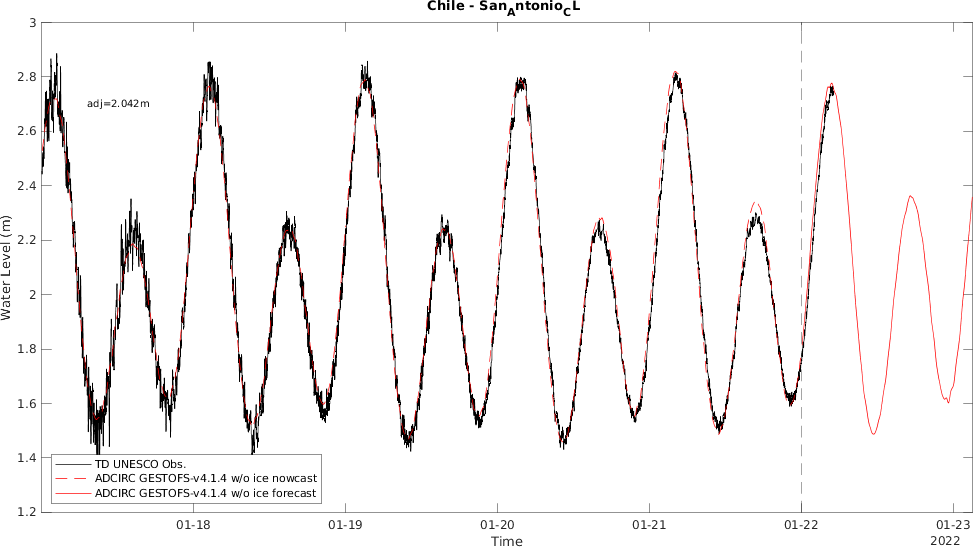 Chile - SanAntonioCL
3
2.8
2.6
2.4
2.2
2
1.8
1.6
1.4
1.2
Water Level (m)
adj=2.042m
TD UNESCO Obs.
ADCIRC GESTOFS-v4.1.4 w/o ice nowcast
ADCIRC GESTOFS-v4.1.4 w/o ice forecast
01-18 01-19 01-20 01-21 01-22 01-23
Time 2022